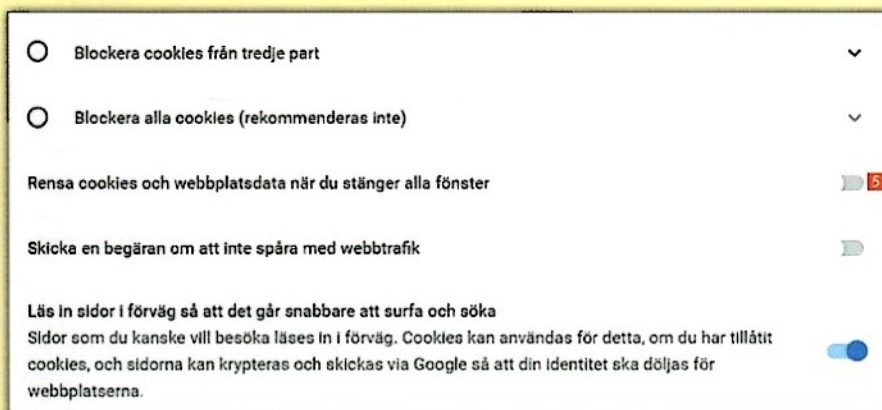 Blockera cookies från tredje part
Blockera alla cookies (rekommenderas inte)
Rensa cookies och webbplatsdata när du stänger alla fönster
5
Skicka en begäran om att inte spåra med webbtrafik
Läs in sidor i förväg så att det går snabbare att surfa och söka
Sidor som du kanske vill besöka läses in i förväg. Cookies kan användas för detta, om du har tillåtit
cookies, och sidorna kan krypteras och skickas via Google så att din identitet ska döljas för
webbplatserna.